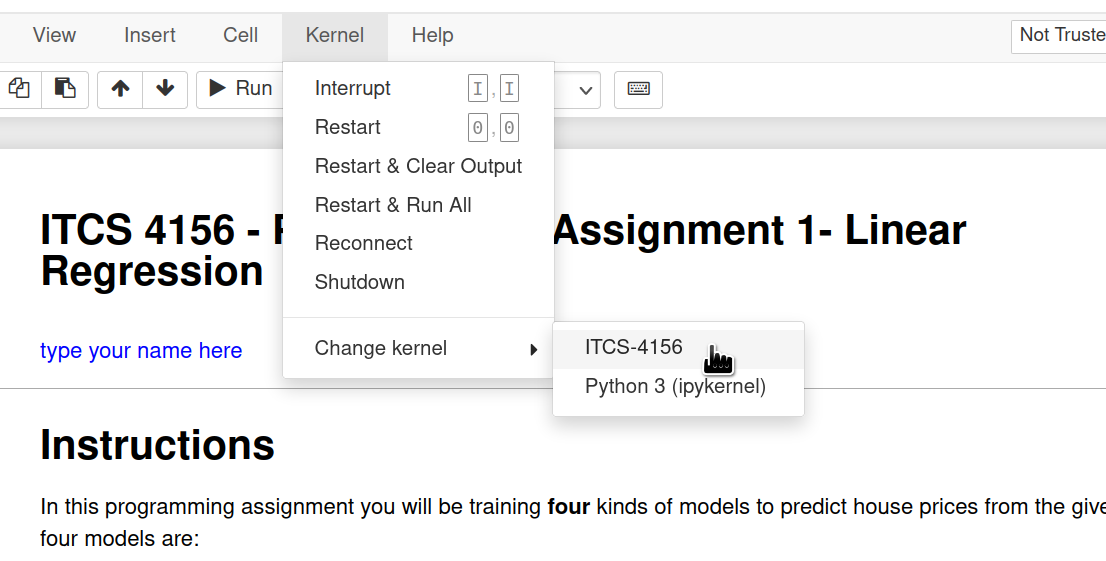 View Insert Cell Kernel Help Not Truste
Run
Interrupt I , I
Restart 0 , 0
Restart & Clear Output
Restart & Run All
Reconnect
Shutdown
Change kernel
ITCS-4156
Python 3 (ipykernel)
ITCS 4156 - Assignment 1- Linear
Regression
type your name here
Instructions
In this programming assignment you will be training four kinds of models to predict house prices from the give
four models are: